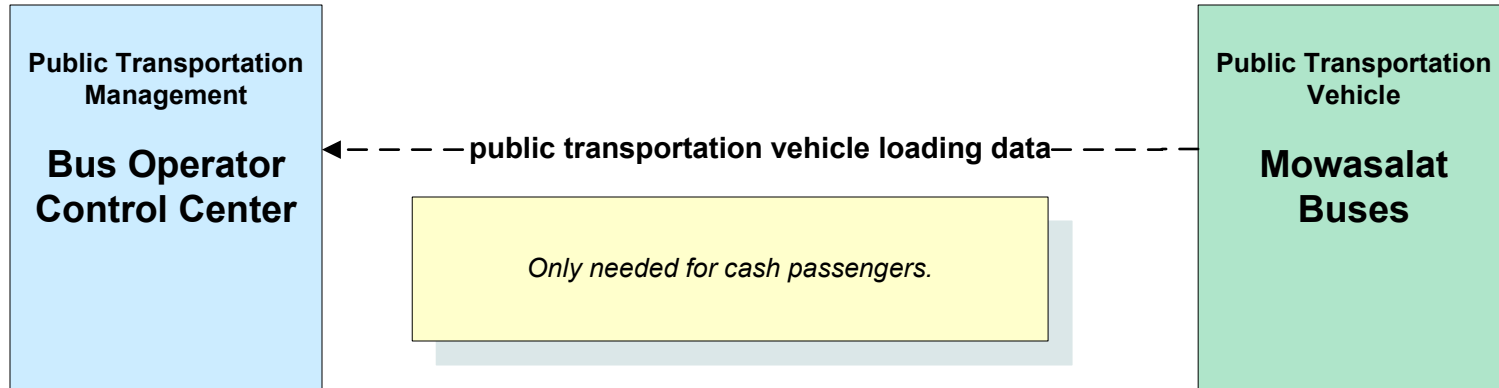 Public Transportation
Management
Bus Operator
Control Center
public transportation vehicle loading data
Only needed for cash passengers.
Public Transportation
Vehicle
Mowasalat
Buses